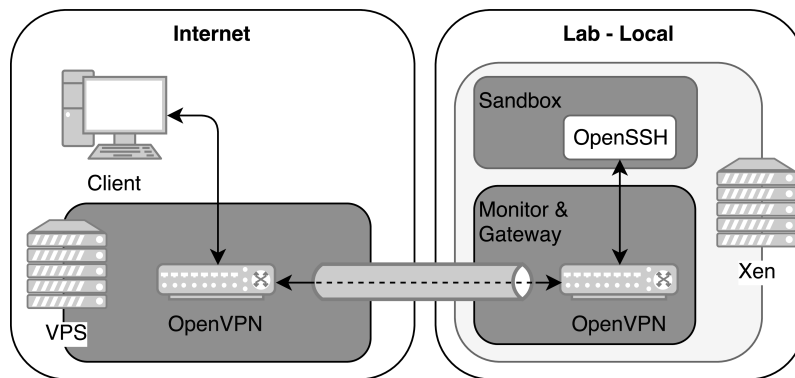 Internet
Lab - Local
Sandbox
OpenSSH
Client
Monitor &
Gateway
Xen
VPS
OpenVPN
OpenVPN